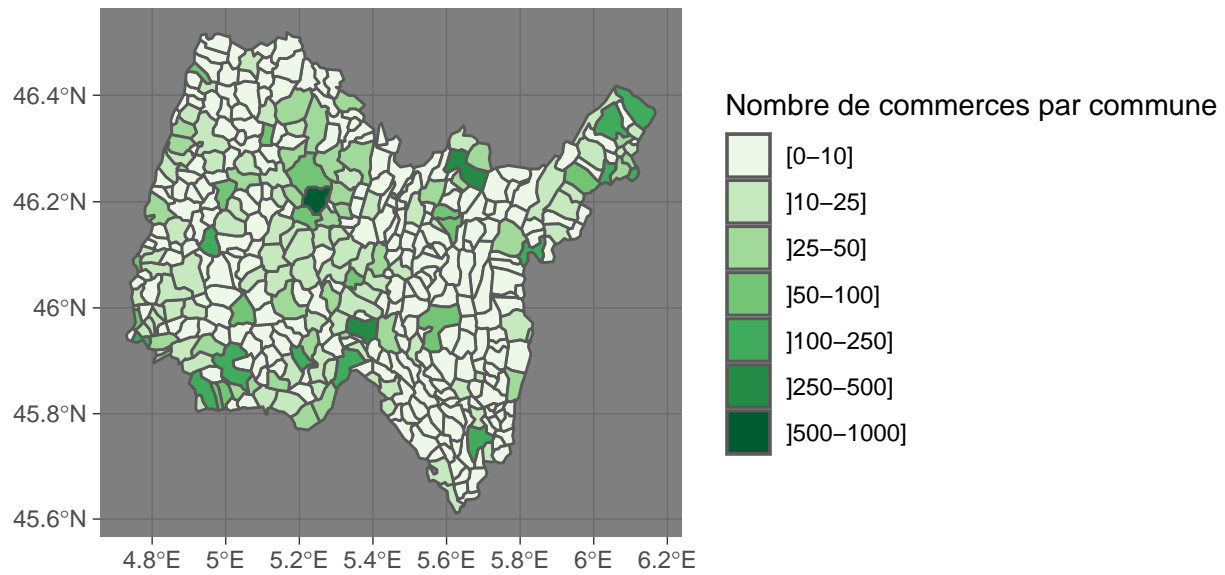 46.4°N
46.2°N
46°N
45.8°N
45.6°N
4.8°E 5°E 5.2°E 5.4°E 5.6°E 5.8°E 6°E 6.2°E
Nombre de commerces par commune
[0−10]
]10−25]
]25−50]
]50−100]
]100−250]
]250−500]
]500−1000]